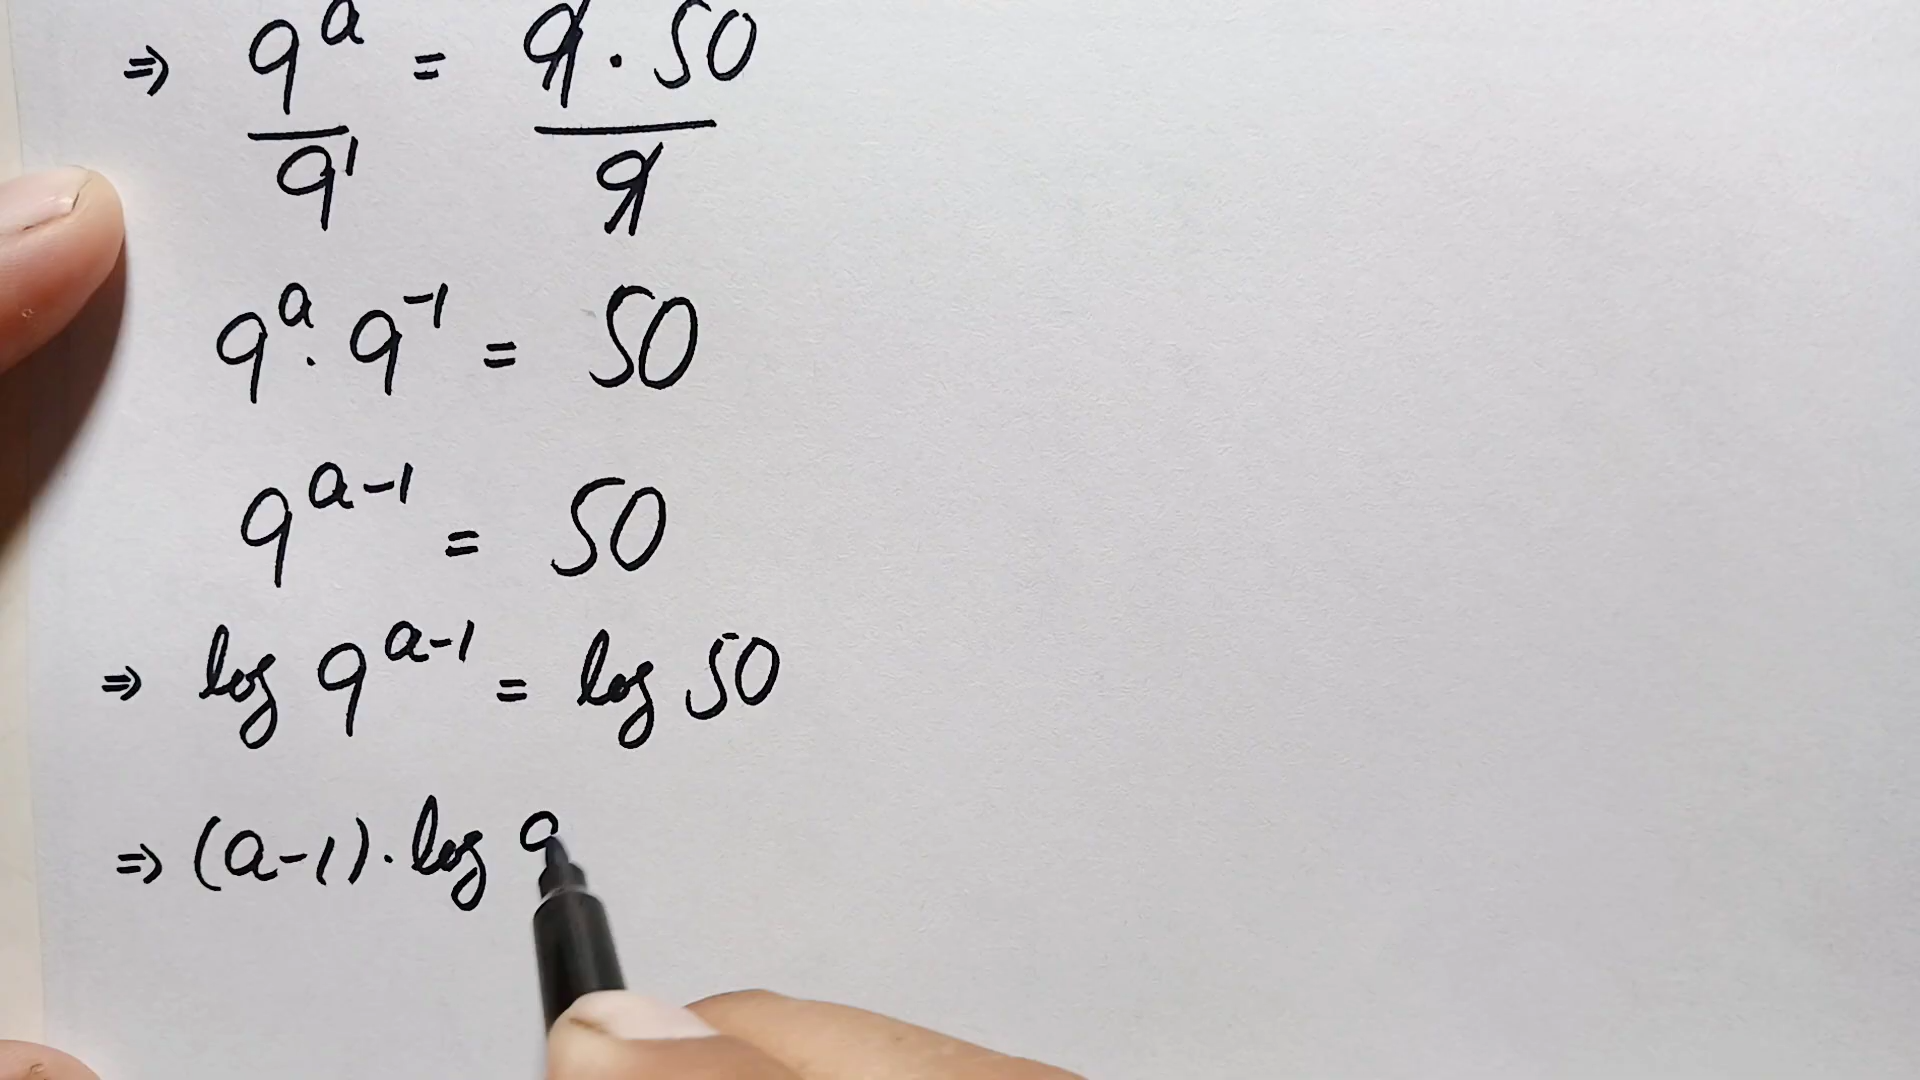 ⇒ 9^a / 9^1 = 9 · 50 / 9
9^a · 9^-1 = 50
9^a-1 = 50
⇒ log 9^a-1 = log 50
⇒ (a-1) · log 9